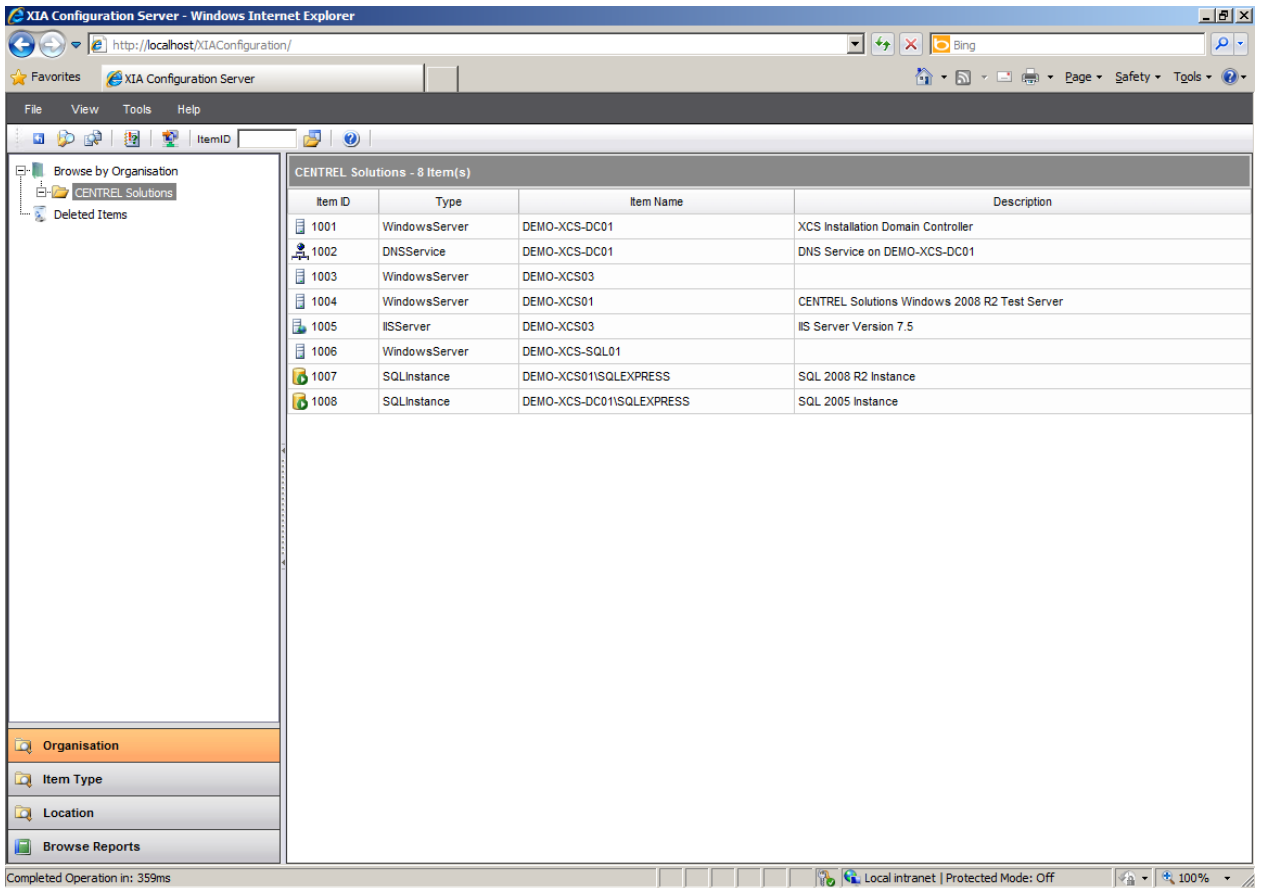 XIA Configuration Server - Windows Internet Explorer
http://localhost/XIAConfiguration/
Bing
Favorites
XIA Configuration Server
Page
Safety
Tools
File View Tools Help
ItemID
Browse by Organisation
CENTREL Solutions
Deleted Items
CENTREL Solutions - 8 Item(s)
Item ID Type Item Name Description
1001 WindowsServer DEMO-XCS-DC01 XCS Installation Domain Controller
1002 DNSService DEMO-XCS-DC01 DNS Service on DEMO-XCS-DC01
1003 WindowsServer DEMO-XCS03
1004 WindowsServer DEMO-XCS01 CENTREL Solutions Windows 2008 R2 Test Server
1005 IISServer DEMO-XCS03 IIS Server Version 7.5
1006 WindowsServer DEMO-XCS-SQL01
1007 SQLInstance DEMO-XCS01\SQLEXPRESS SQL 2008 R2 Instance
1008 SQLInstance DEMO-XCS-DC01\SQLEXPRESS SQL 2005 Instance
Organisation
Item Type
Location
Browse Reports
Completed Operation in: 359ms
Local intranet | Protected Mode: Off
100%